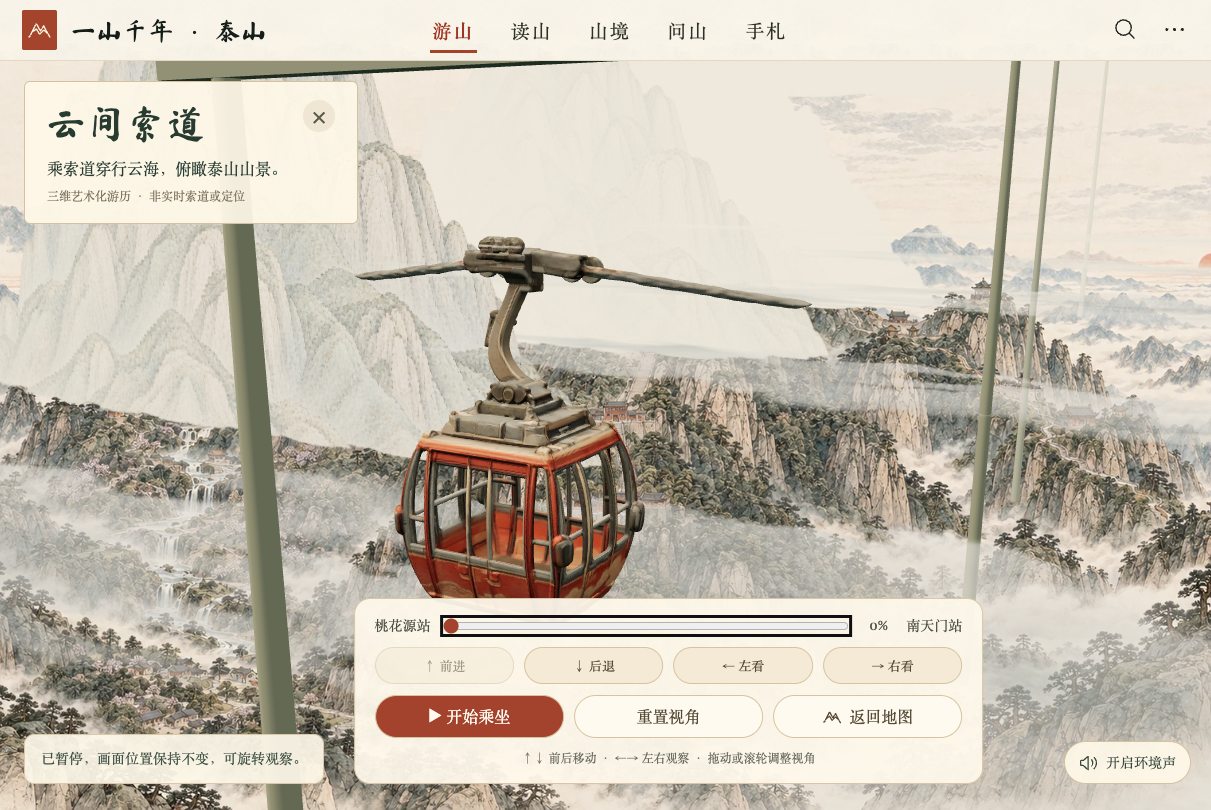 一山千年 · 泰山
游山 读山 山境 问山 手札
云间索道
乘索道穿行云海，俯瞰泰山山景。
三维艺术化游历 · 非实时索道或定位
桃花源站 0% 南天门站
↑ 前进 ↓ 后退 ← 左看 → 右看
▶ 开始乘坐 重置视角 返回地图
↑ ↓ 前后移动 · ←→ 左右观察 · 拖动或滚轮调整视角
已暂停，画面位置保持不变，可旋转观察。
开启环境声